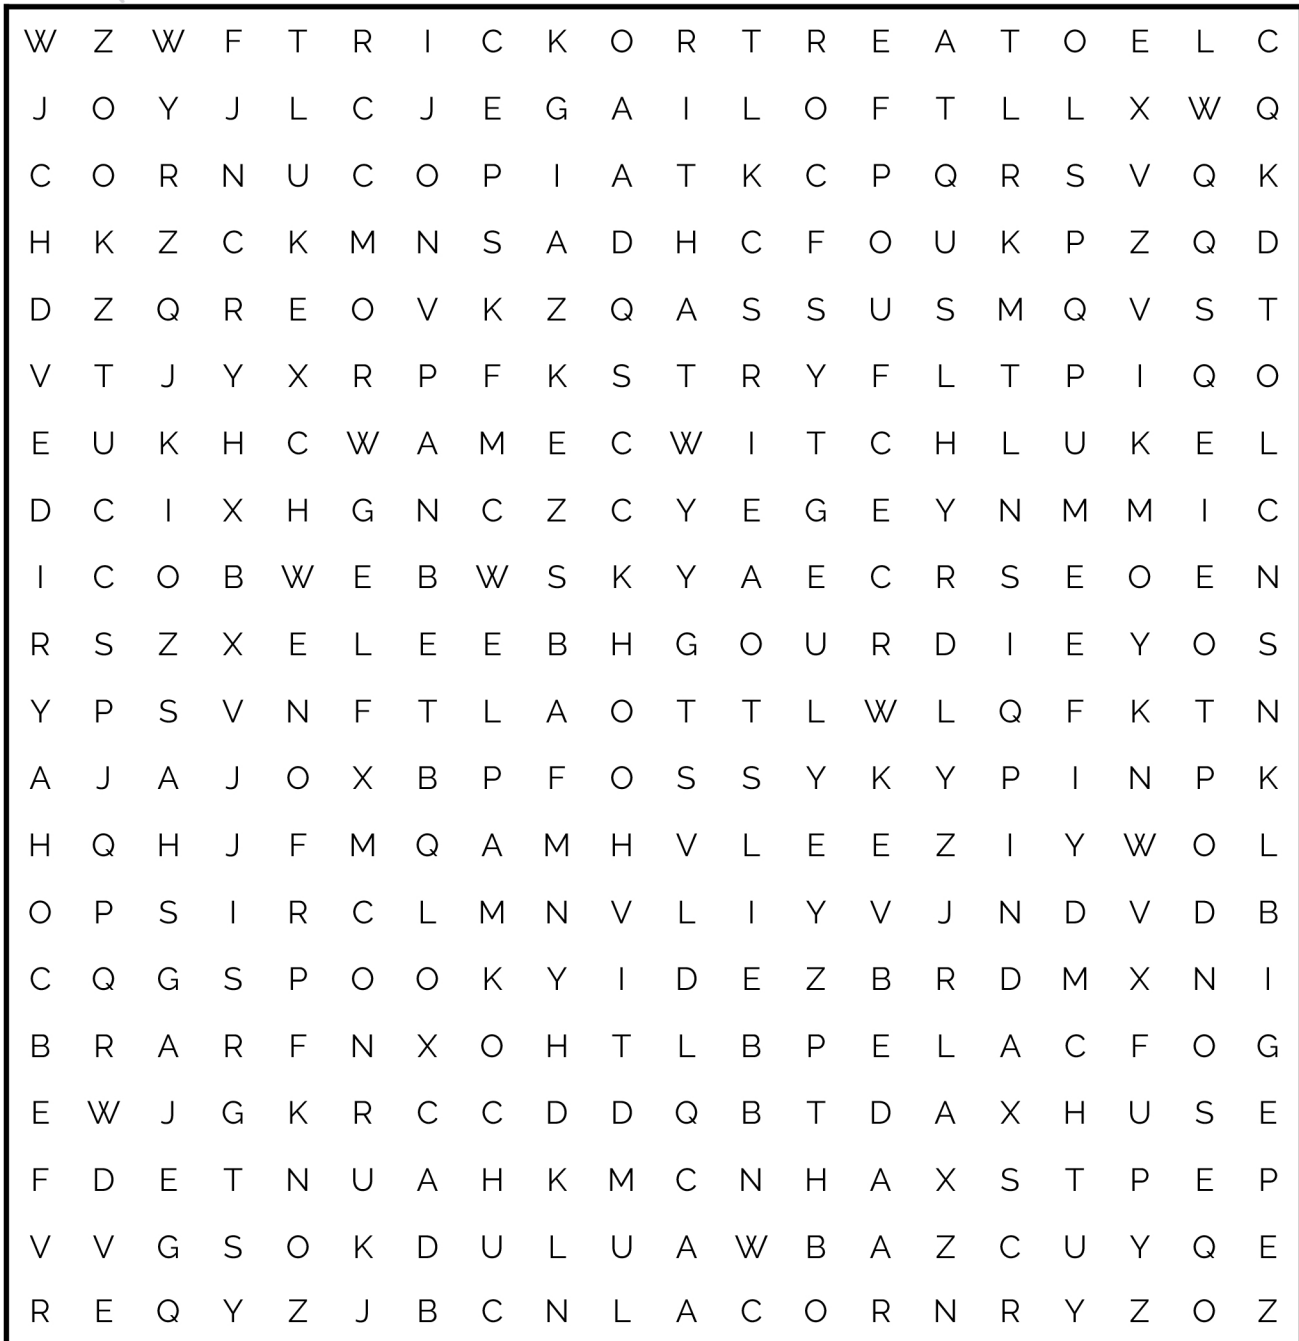 W Z W F T R I C K O R T R E A T O E L C
J O Y J L C J E G A I L O F T L L X W Q
C O R N U C O P I A T K C P Q R S V Q K
H K Z C K M N S A D H C F O U K P Z Q D
D Z Q R E O V K Z Q A S S U S M Q V S T
V T J Y X R P F K S T R Y F L T P I Q O
E U K H C W A M E C W I T C H L U K E L
D C I X H G N C Z C Y E G E Y N M M I C
I C O B W E B W S K Y A E C R S E O E N
R S Z X E L E E B H G O U R D I E Y O S
Y P S V N F T L A O T T L W L Q F K T N
A J A J O X B P F O S S Y K Y P I N P K
H Q H J F M Q A M H V L E E Z I Y W O L
O P S I R C L M N V L I Y V J N D V D B
C Q G S P O O K Y I D E Z B R D M X N I
B R A R F N X O H T L B P E L A C F O G
E W J G K R C C D D Q B T D A X H U S E
F D E T N U A H K M C N H A X S T P E P
V V G S O K D U L U A W B A Z C U Y Q E
R E Q Y Z J B C N L A C O R N R Y Z O Z